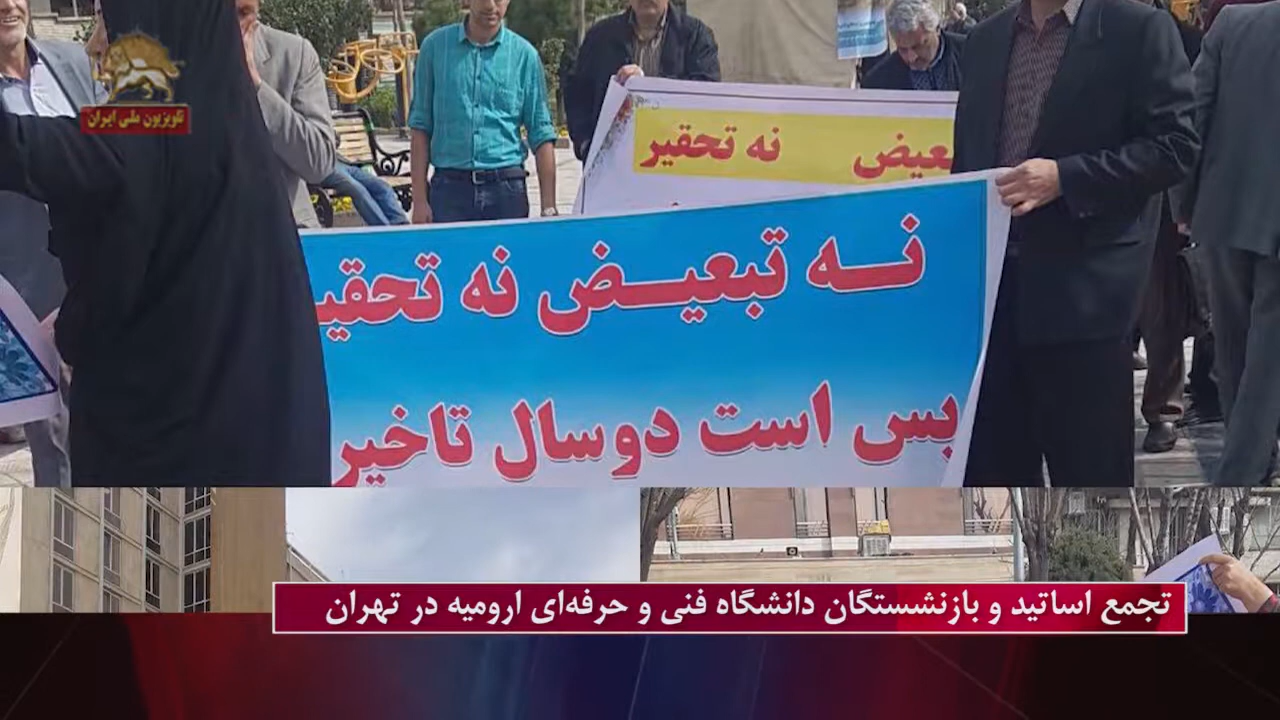 تلویزیون ملی ایران
نه تحقیر
نه تبعیض نه تحقیر
بس است دوسال تاخیر
تجمع اساتید و بازنشستگان دانشگاه فنی و حرفه‌ای ارومیه در تهران